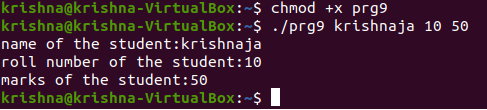 krishna@krishna-VirtualBox:~$ chmod +x prg9
krishna@krishna-VirtualBox:~$ ./prg9 krishnaja 10 50
name of the student:krishnaja
roll number of the student:10
marks of the student:50
krishna@krishna-VirtualBox:~$